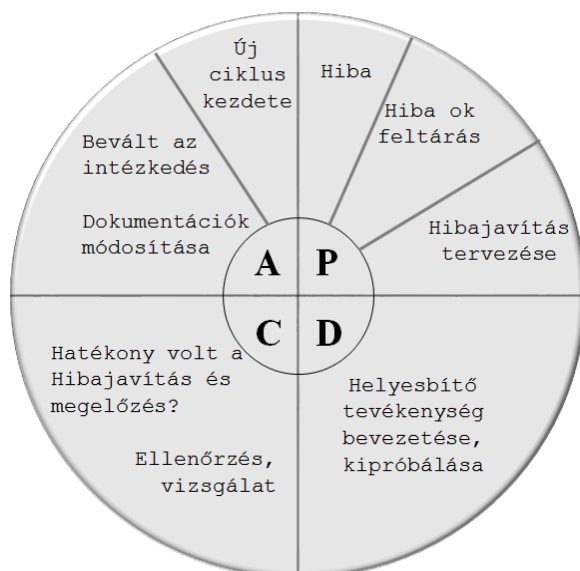 Új
ciklus
kezdete
Hiba
Hiba ok
feltárás
Hibajavítás
tervezése
Bevált az
intézkedés
Dokumentációk
módosítása
A P
C D
Hatékony volt a
Hibajavítás és
megelőzés?
Ellenőrzés,
vizsgálat
Helyesbítő
tevékenység
bevezetése,
kipróbálása